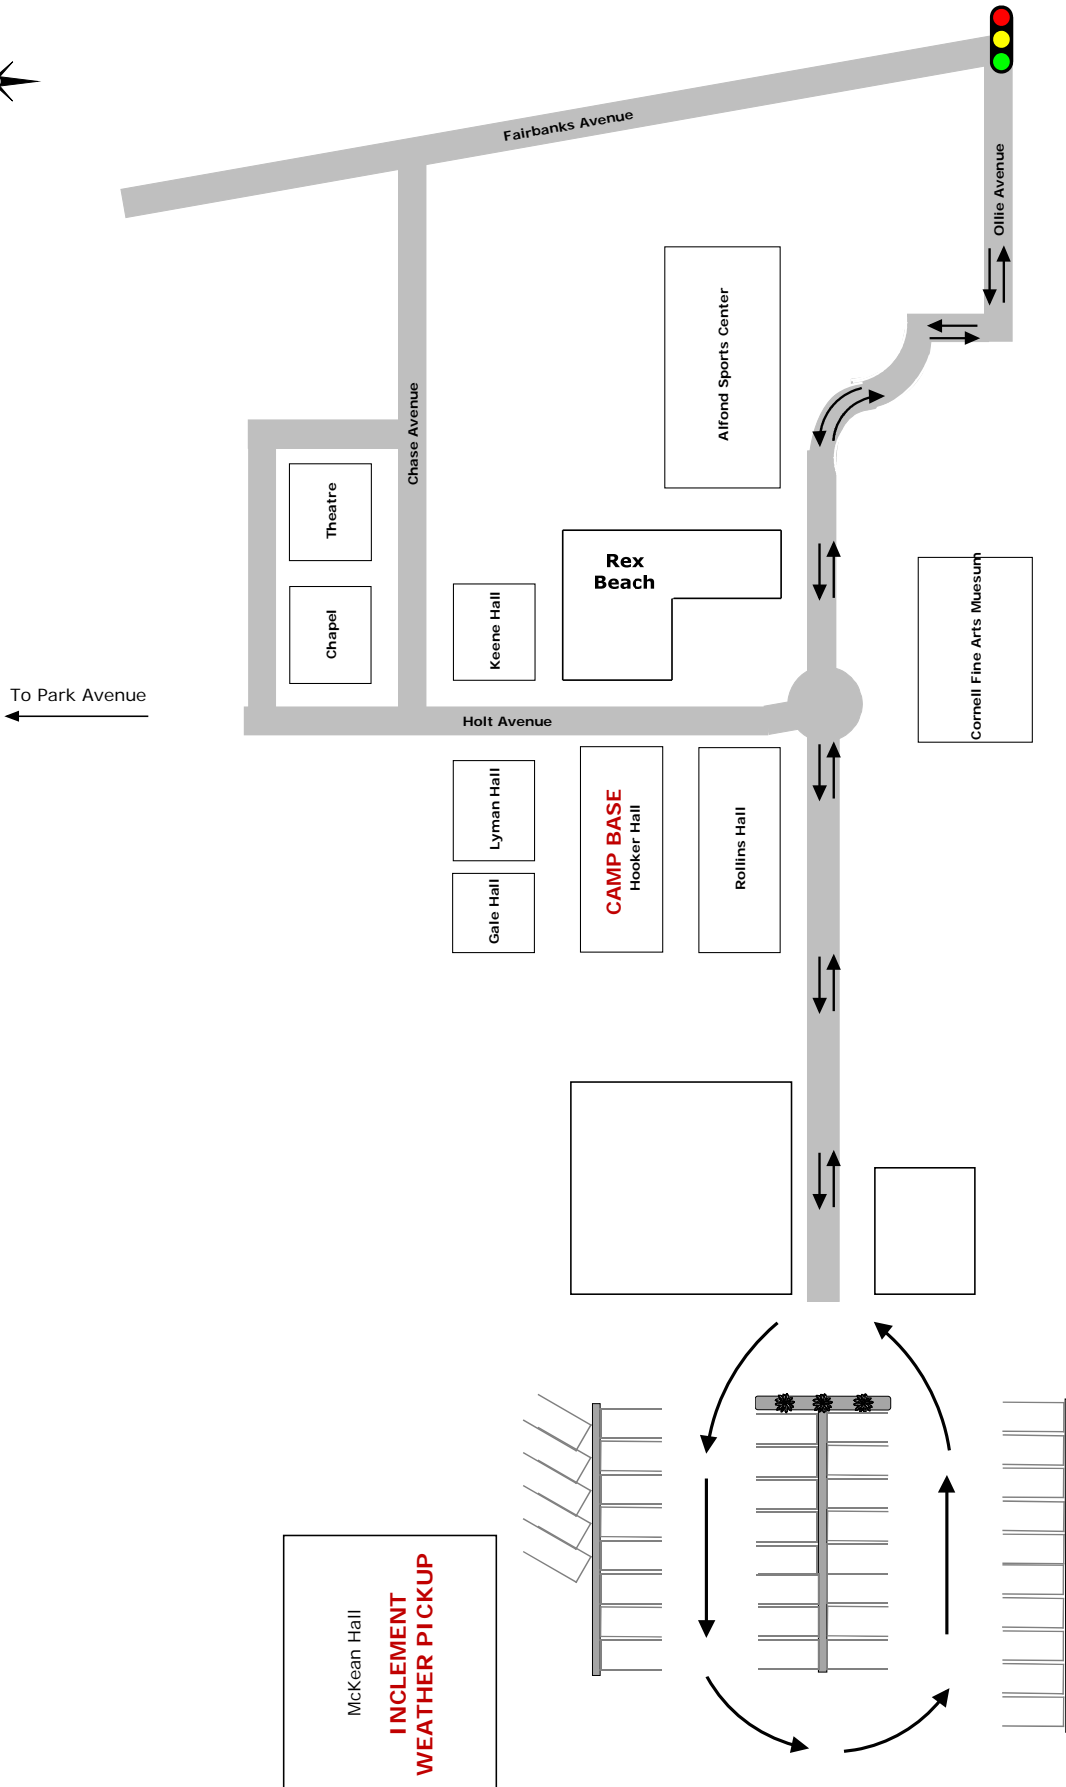 Fairbanks Avenue
Ollie Avenue
Chase Avenue
Alfond Sports Center
Theatre
Chapel
Keene Hall
Rex
Beach
Cornell Fine Arts Muesum
To Park Avenue
Holt Avenue
Lyman Hall
Gale Hall
CAMP BASE
Hooker Hall
Rollins Hall
McKean Hall
INCLEMENT
WEATHER PICKUP